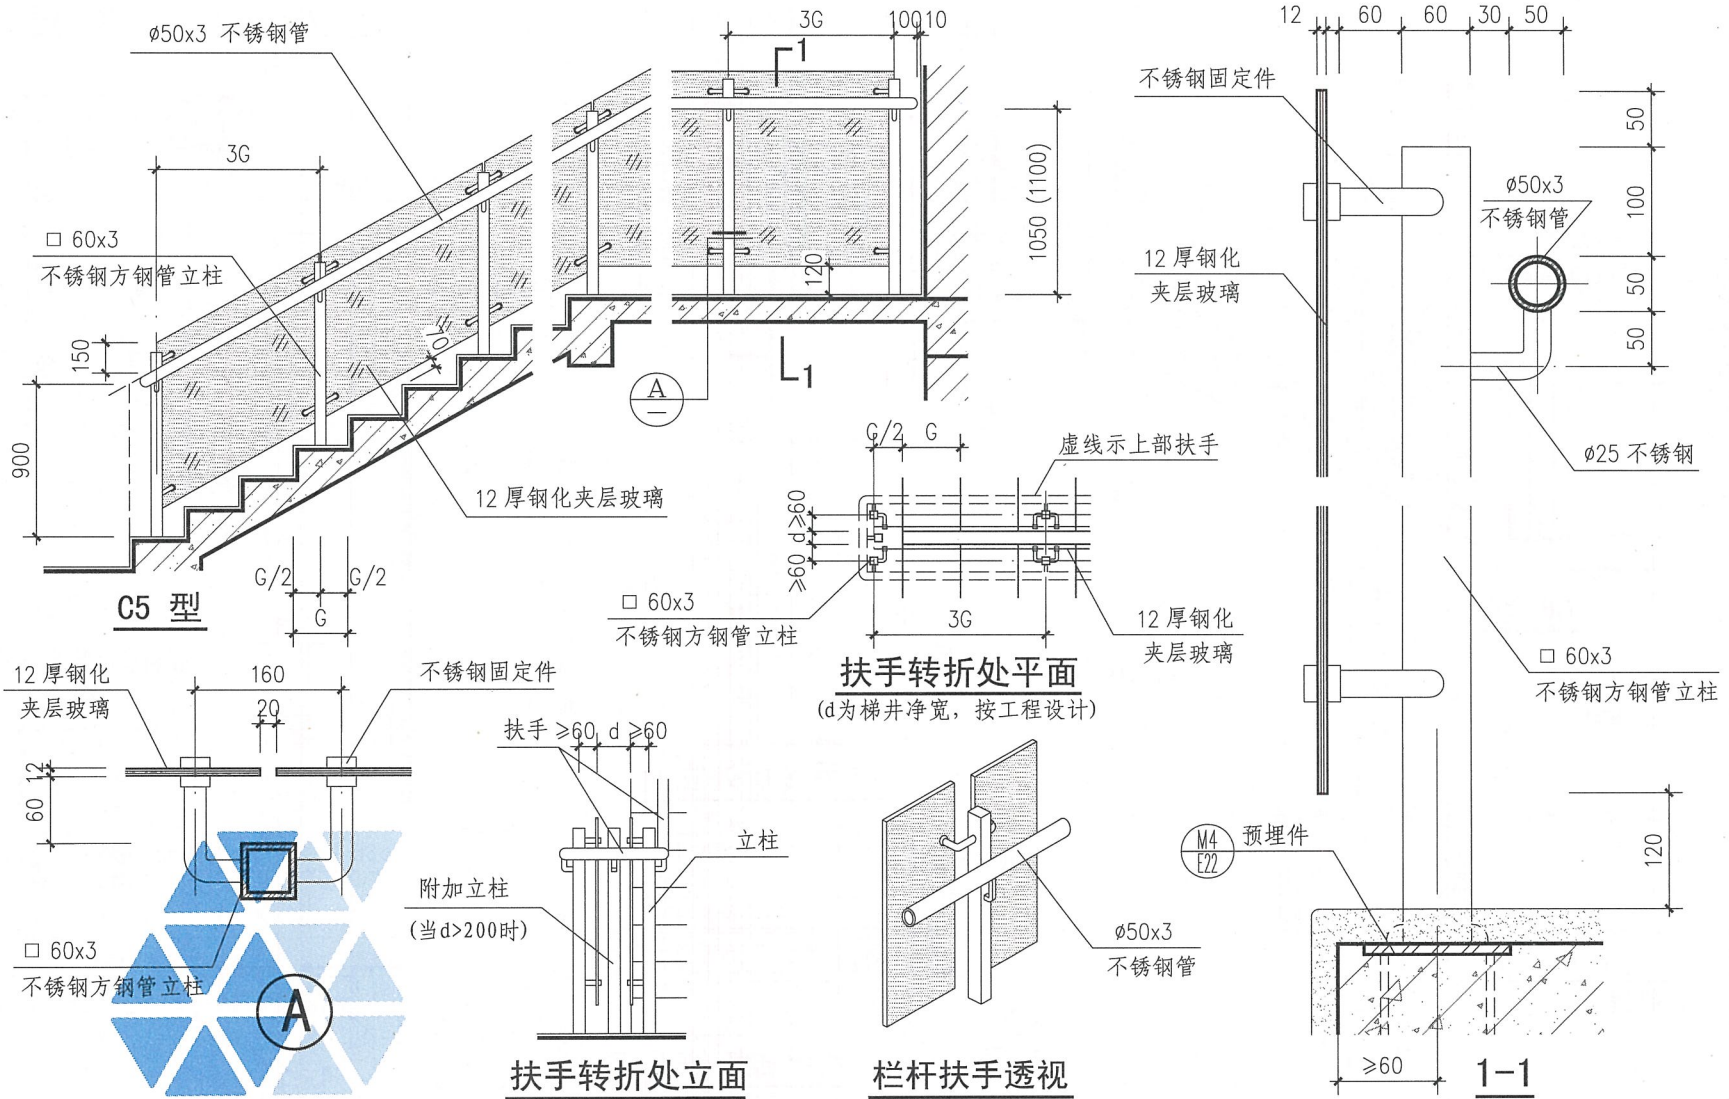 ø50x3 不锈钢管
3G
□ 60x3
不锈钢方钢管立柱
150
900
70
12 厚钢化夹层玻璃
G/2
G/2
G
C5 型
3G
100
10
1
1050 (1100)
120
A
—
1
G/2
G
虚线示上部扶手
≥60
d
≥60
□ 60x3
不锈钢方钢管立柱
3G
12 厚钢化
夹层玻璃
扶手转折处平面
(d为梯井净宽，按工程设计)
12
60
60
30
50
不锈钢固定件
ø50x3
不锈钢管
12 厚钢化
夹层玻璃
50
100
50
50
ø25 不锈钢
□ 60x3
不锈钢方钢管立柱
M4
E22
预埋件
120
≥60
1-1
12 厚钢化
夹层玻璃
160
20
不锈钢固定件
12
60
□ 60x3
不锈钢方钢管立柱
A
扶手
≥60
d
≥60
立柱
附加立柱
(当d>200时)
扶手转折处立面
ø50x3
不锈钢管
栏杆扶手透视